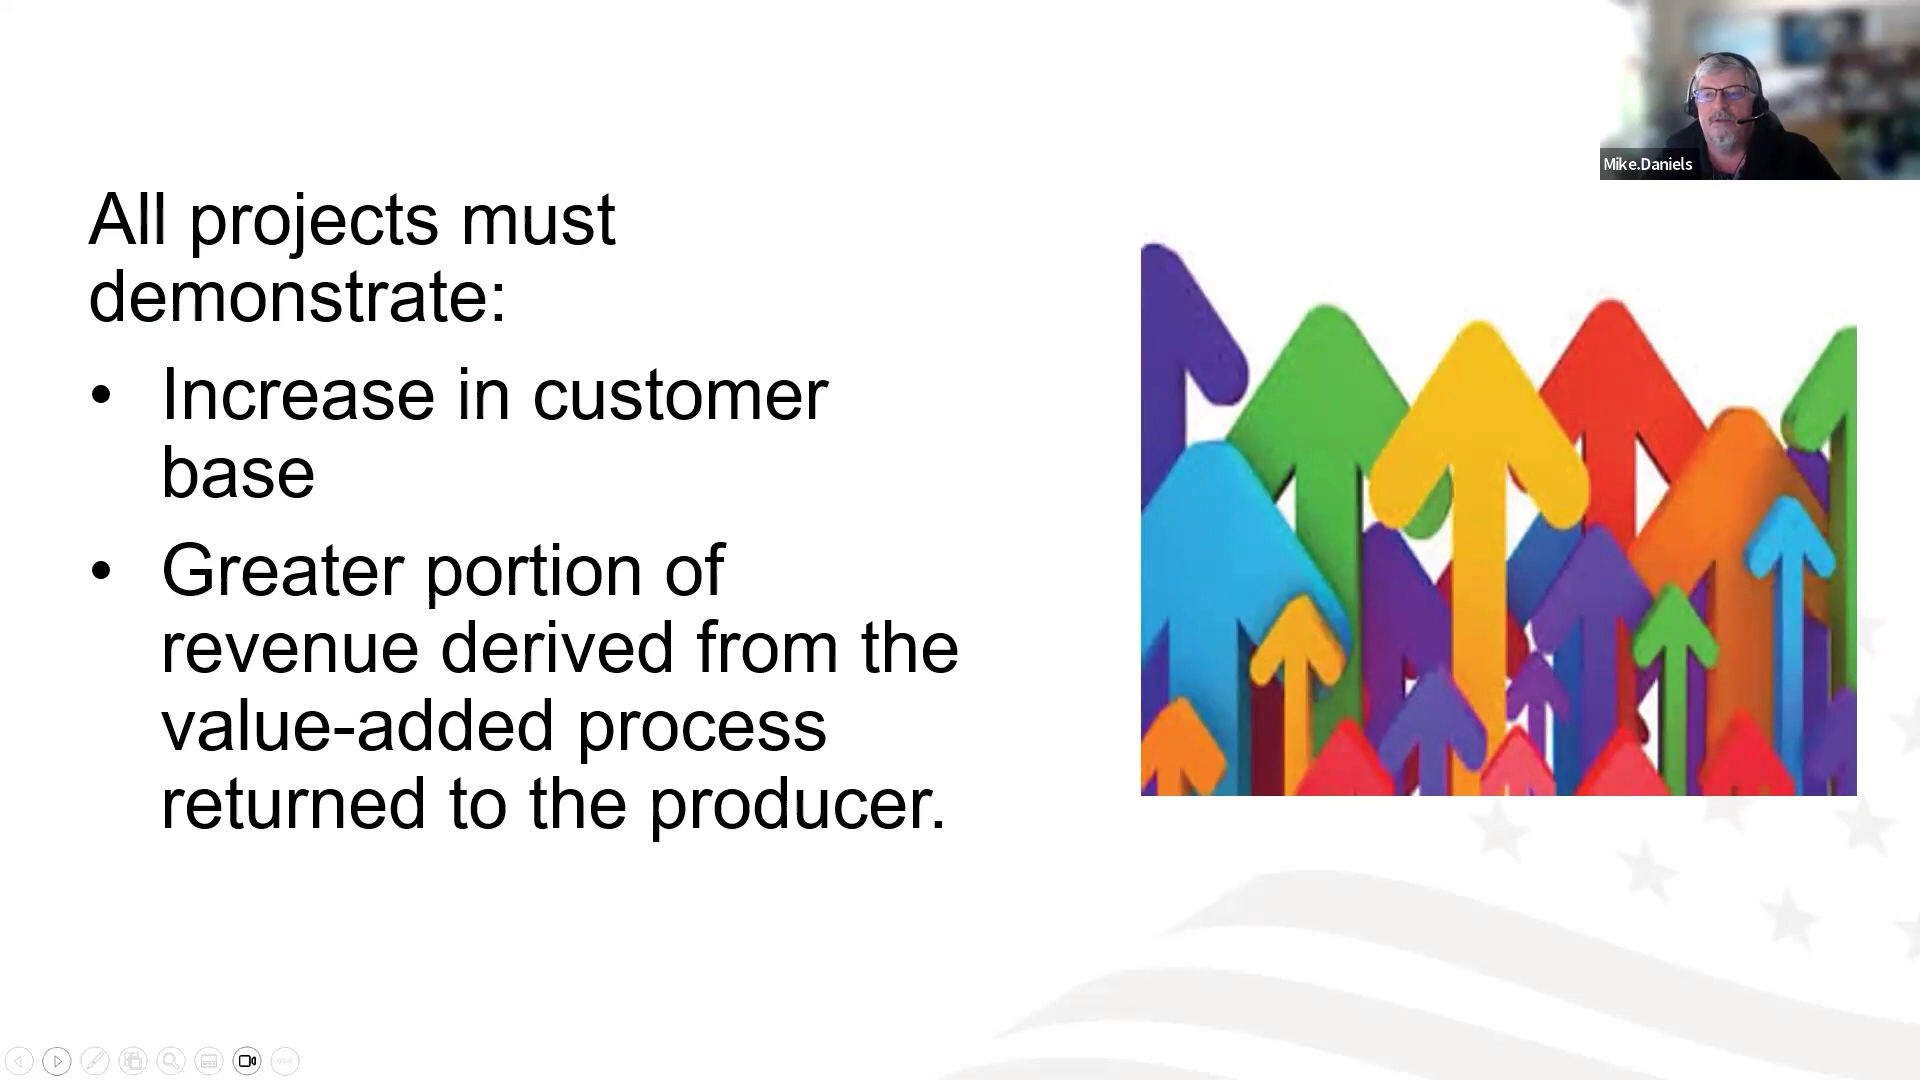 Mike.Daniels
All projects must
demonstrate:
• Increase in customer
base
• Greater portion of
revenue derived from the
value-added process
returned to the producer.